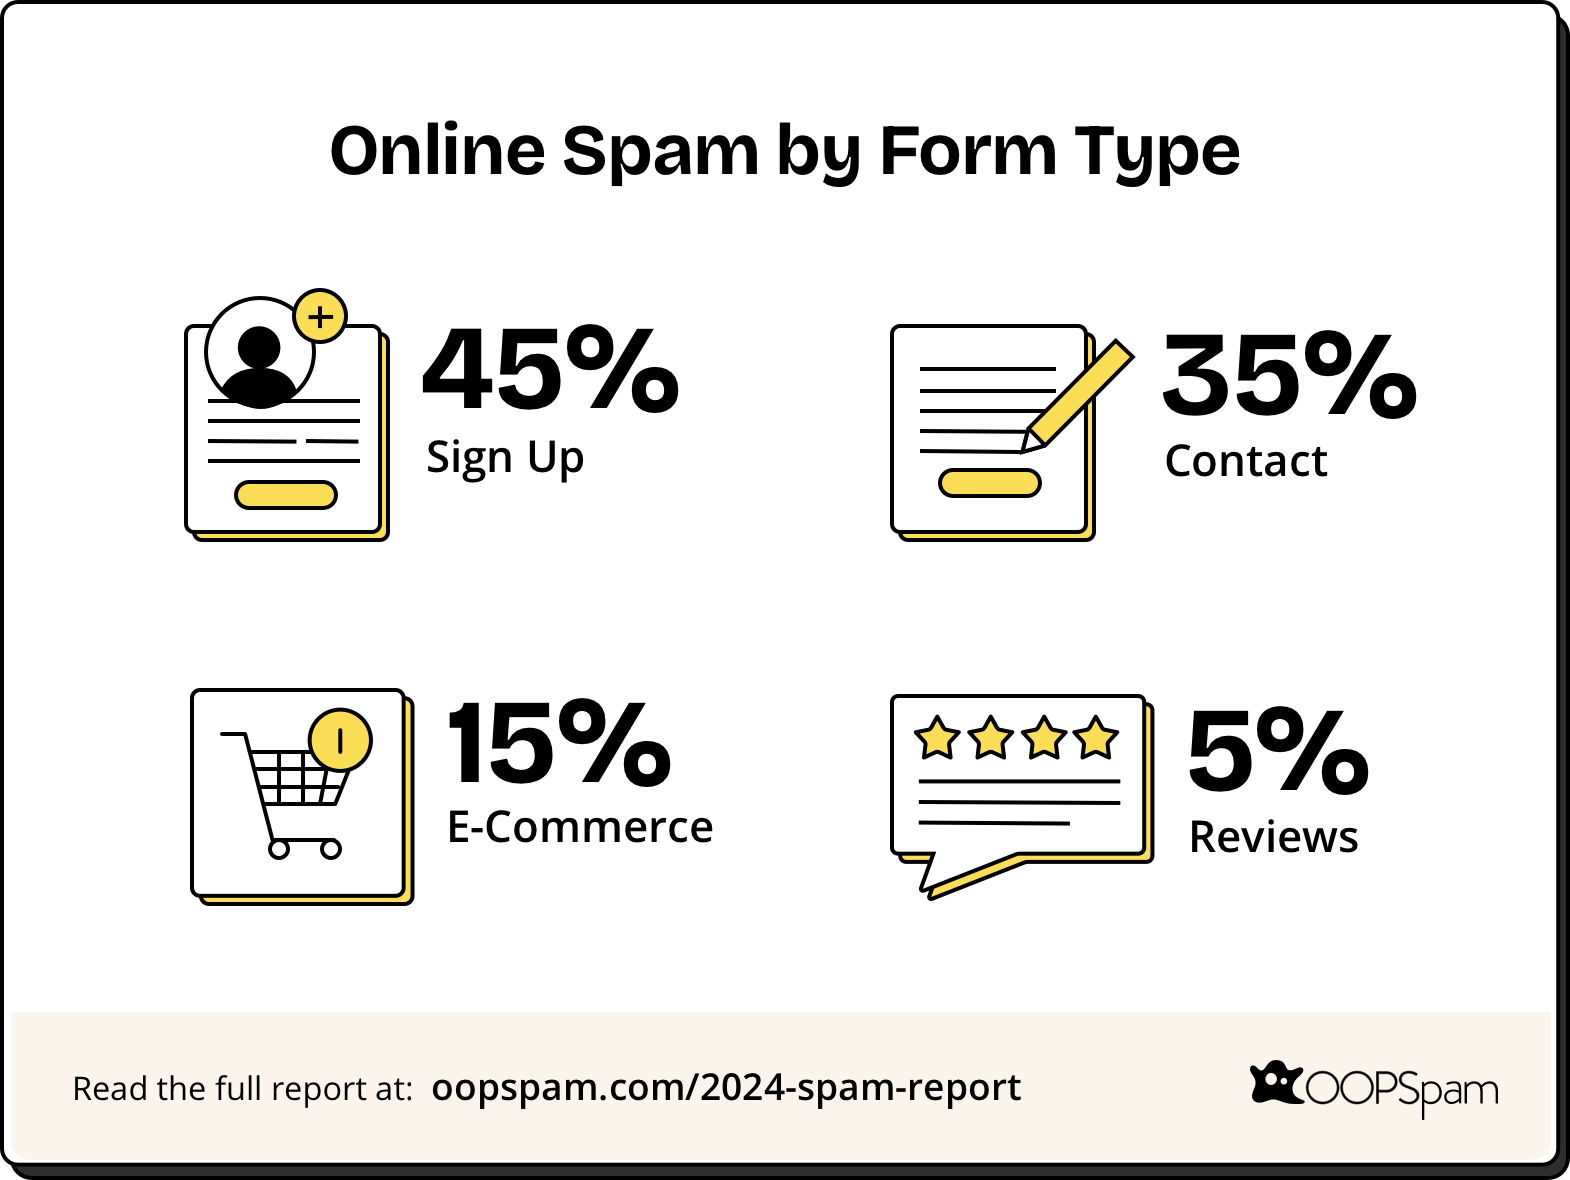 Online Spam by Form Type
45%
Sign Up
35%
Contact
15%
E-Commerce
5%
Reviews
Read the full report at: oopspam.com/2024-spam-report
OOPSpam